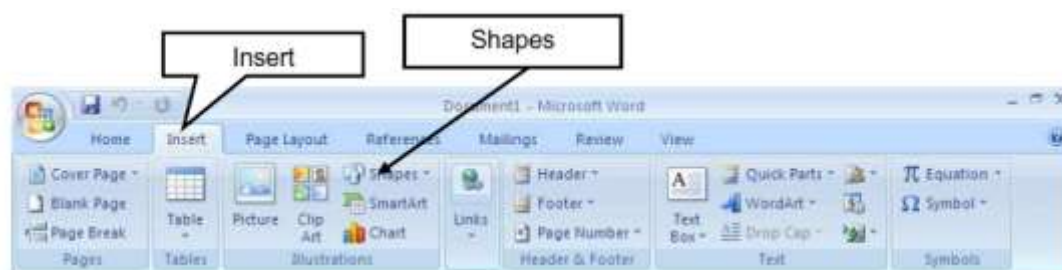 Insert
Shapes
Document1 - Microsoft Word
Home Insert Page Layout References Mailings Review View
Cover Page
Blank Page
Page Break
Pages
Table
Tables
Picture
Clip Art
Shapes
SmartArt
Chart
Illustrations
Links
Header
Footer
Page Number
Header & Footer
A
Text Box
Quick Parts
WordArt
Drop Cap
Text
π Equation
Ω Symbol
Symbols